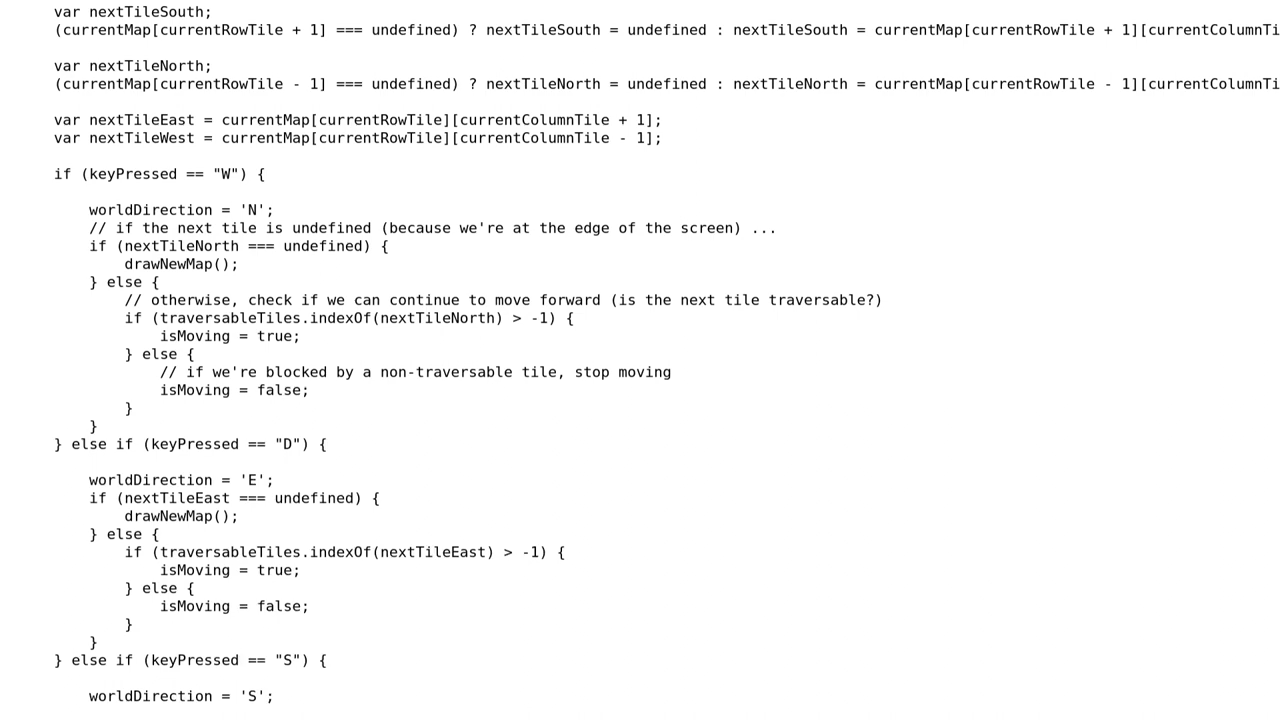 var nextTileSouth;
(currentMap[currentRowTile + 1] === undefined) ? nextTileSouth = undefined : nextTileSouth = currentMap[currentRowTile + 1][currentColumnTi
var nextTileNorth;
(currentMap[currentRowTile - 1] === undefined) ? nextTileNorth = undefined : nextTileNorth = currentMap[currentRowTile - 1][currentColumnTi
var nextTileEast = currentMap[currentRowTile][currentColumnTile + 1];
var nextTileWest = currentMap[currentRowTile][currentColumnTile - 1];
if (keyPressed == "W") {
worldDirection = 'N';
// if the next tile is undefined (because we're at the edge of the screen) ...
if (nextTileNorth === undefined) {
drawNewMap();
} else {
// otherwise, check if we can continue to move forward (is the next tile traversable?)
if (traversableTiles.indexOf(nextTileNorth) > -1) {
isMoving = true;
} else {
// if we're blocked by a non-traversable tile, stop moving
isMoving = false;
}
}
} else if (keyPressed == "D") {
worldDirection = 'E';
if (nextTileEast === undefined) {
drawNewMap();
} else {
if (traversableTiles.indexOf(nextTileEast) > -1) {
isMoving = true;
} else {
isMoving = false;
}
}
} else if (keyPressed == "S") {
worldDirection = 'S';